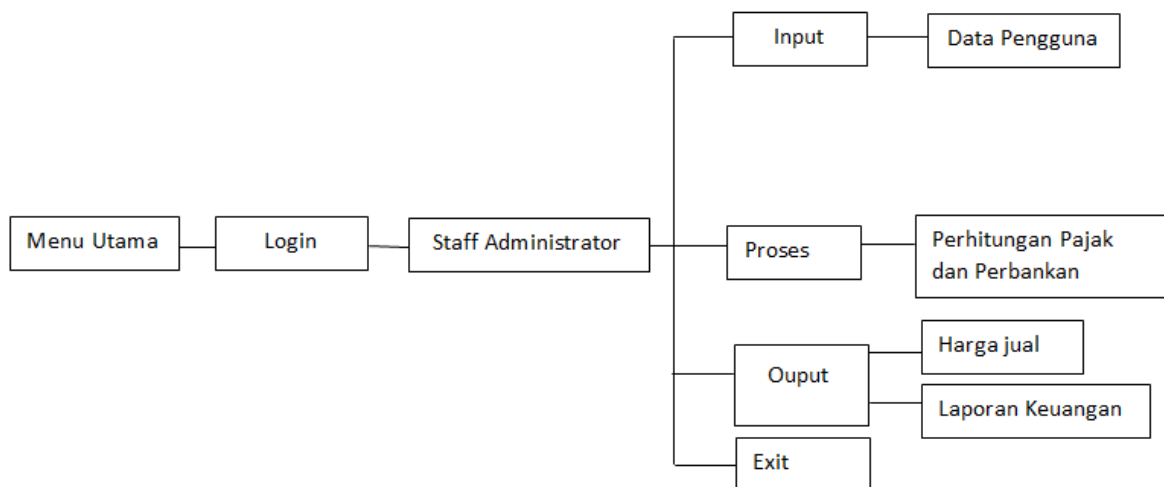 Input
Data Pengguna
Menu Utama
Login
Staff Administrator
Proses
Perhitungan Pajak
dan Perbankan
Ouput
Harga jual
Laporan Keuangan
Exit